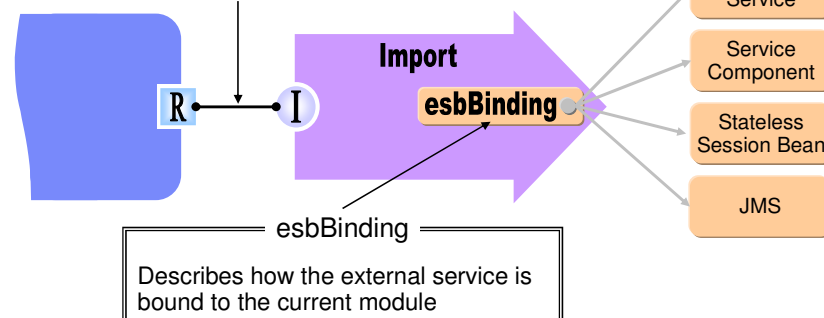 Service
Import
Service
Component
R
I
esbBinding
Stateless
Session Bean
JMS
esbBinding
Describes how the external service is
bound to the current module